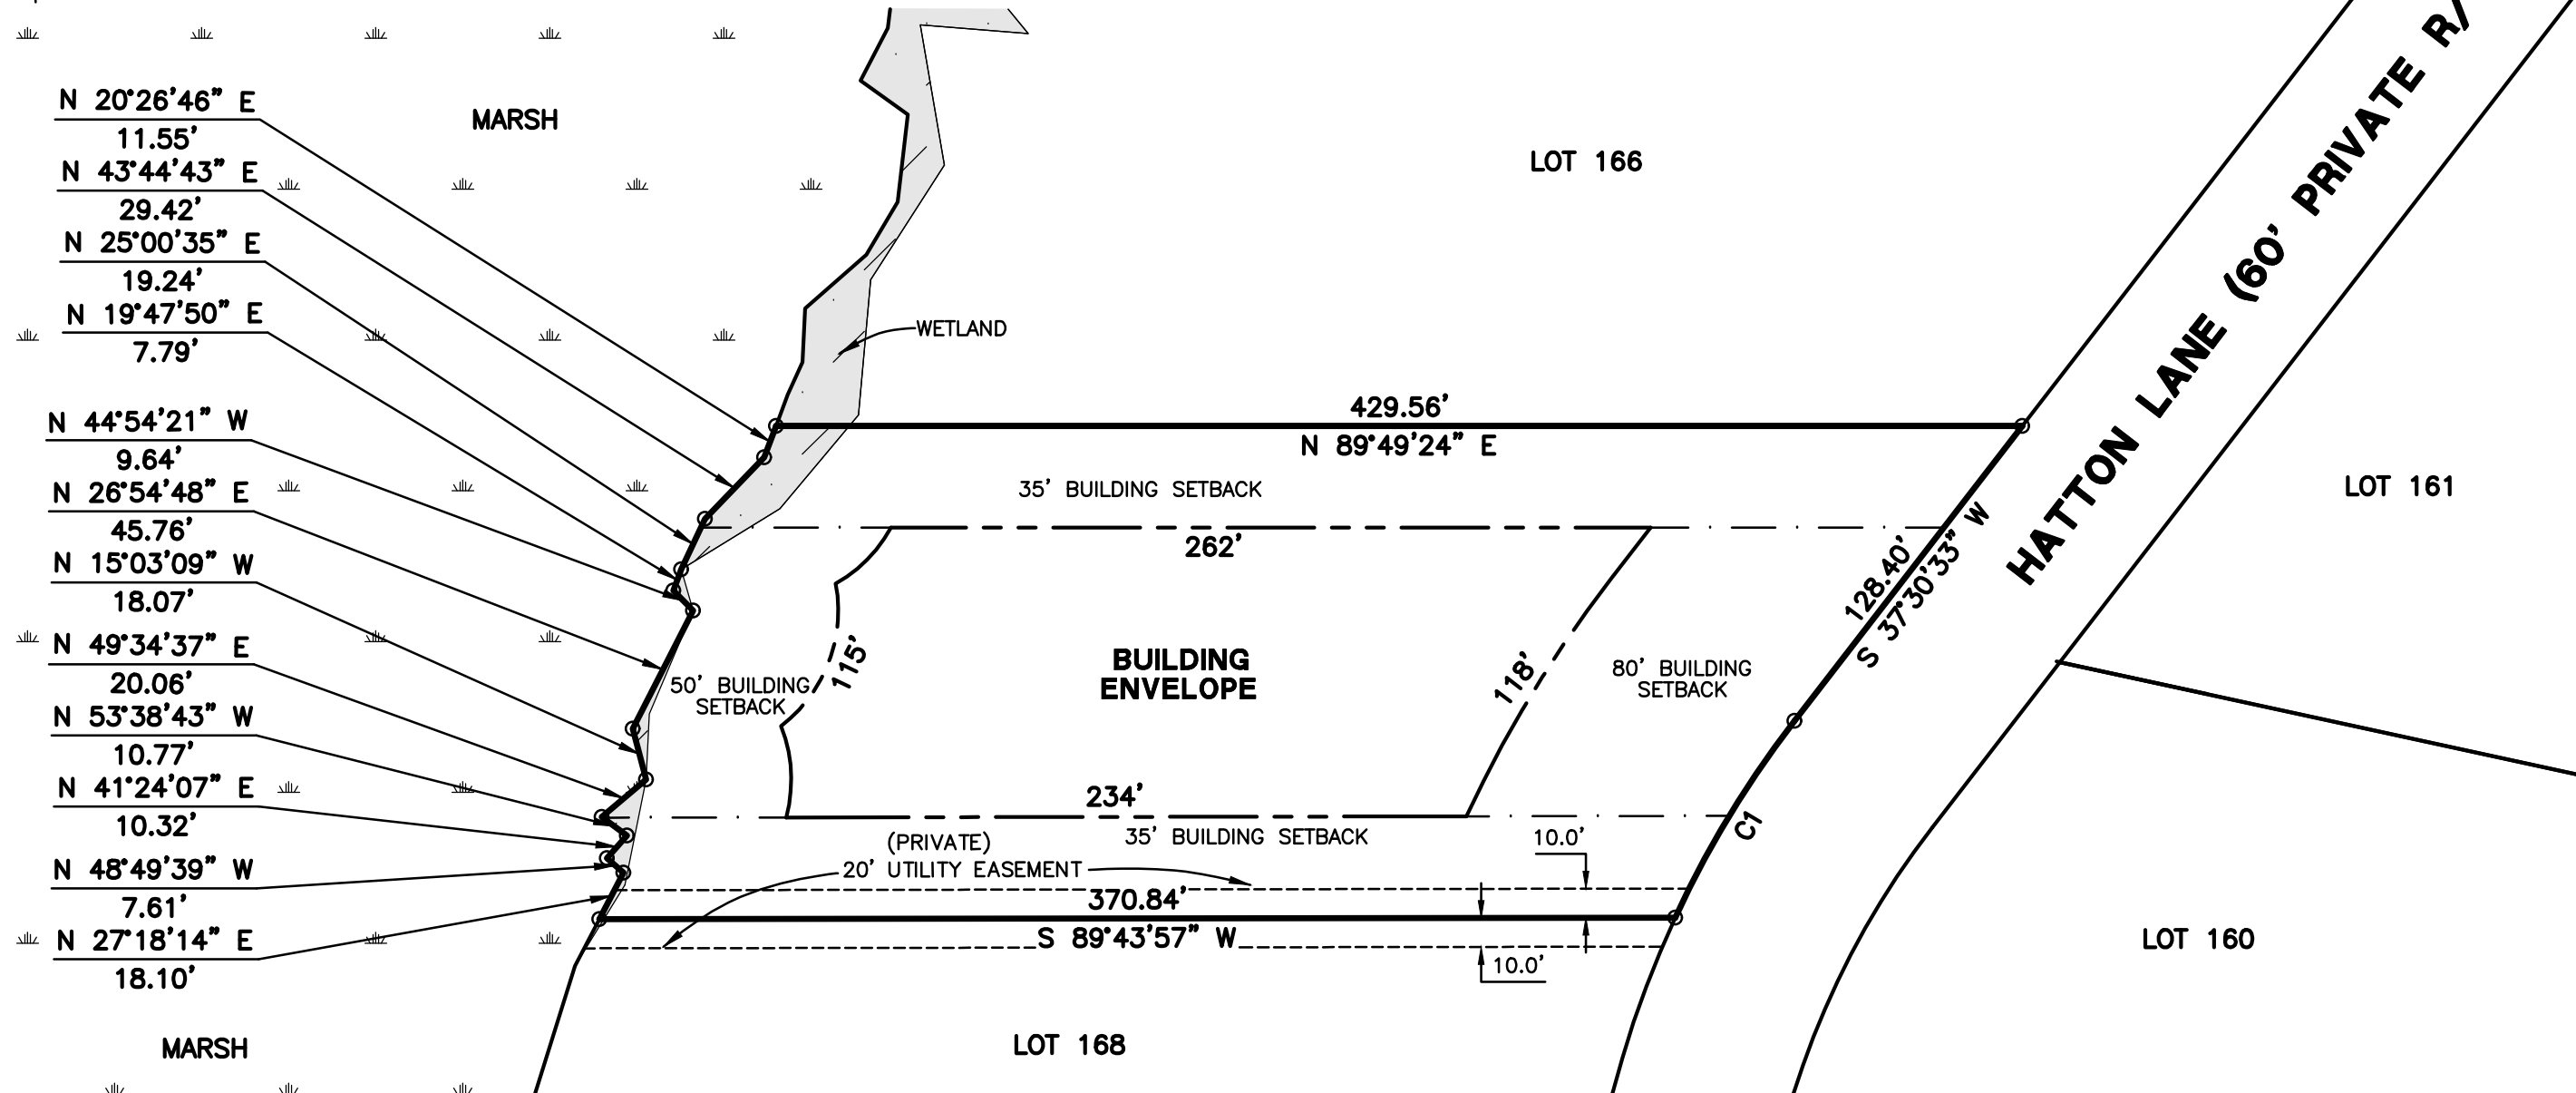 N 20°26'46" E
11.55'
N 43°44'43" E
29.42'
N 25°00'35" E
19.24'
N 19°47'50" E
7.79'
N 44°54'21" W
9.64'
N 26°54'48" E
45.76'
N 15°03'09" W
18.07'
N 49°34'37" E
20.06'
N 53°38'43" W
10.77'
N 41°24'07" E
10.32'
N 48°49'39" W
7.61'
N 27°18'14" E
18.10'
MARSH
MARSH
WETLAND
LOT 166
429.56'
N 89°49'24" E
35' BUILDING SETBACK
262'
115'
50' BUILDING
SETBACK
BUILDING
ENVELOPE
118'
80' BUILDING
SETBACK
128.40'
S 37°30'33" W
HATTON LANE (60' PRIVATE R/
LOT 161
234'
(PRIVATE)
35' BUILDING SETBACK
20' UTILITY EASEMENT
10.0'
C1
370.84'
S 89°43'57" W
10.0'
LOT 160
LOT 168